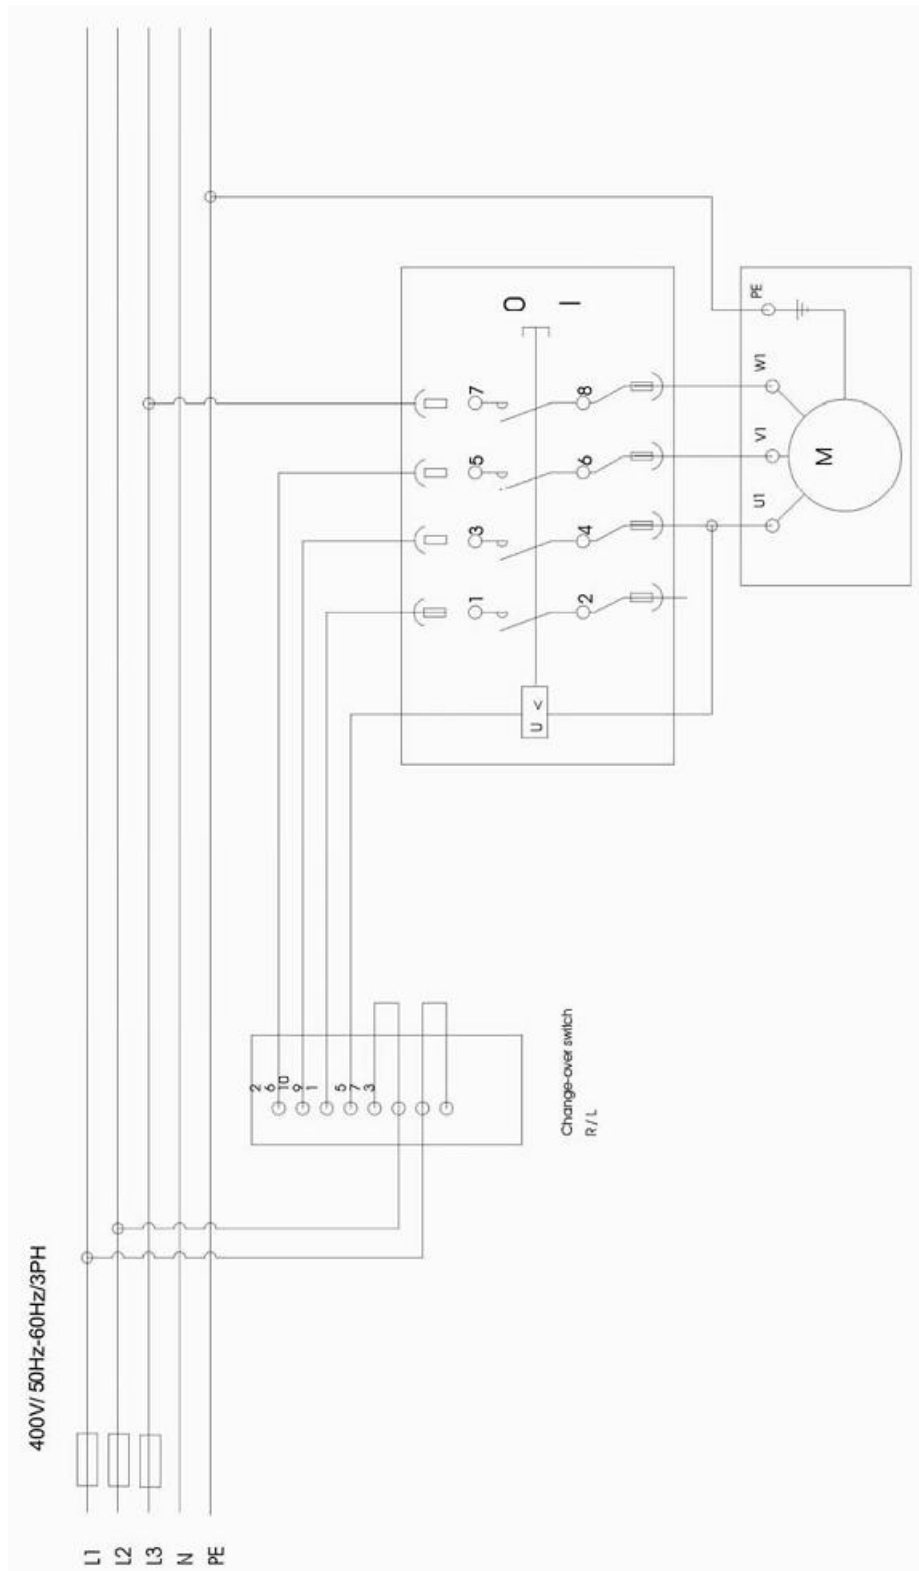 400V/ 50Hz-60Hz/3PH
L1
L2
L3
N
PE
2
6
10
9
1
5
7
3
1 3 5 7
O
U <
I
Change-over switch
R / L
2 4 6 8
U1 V1 W1 PE
M